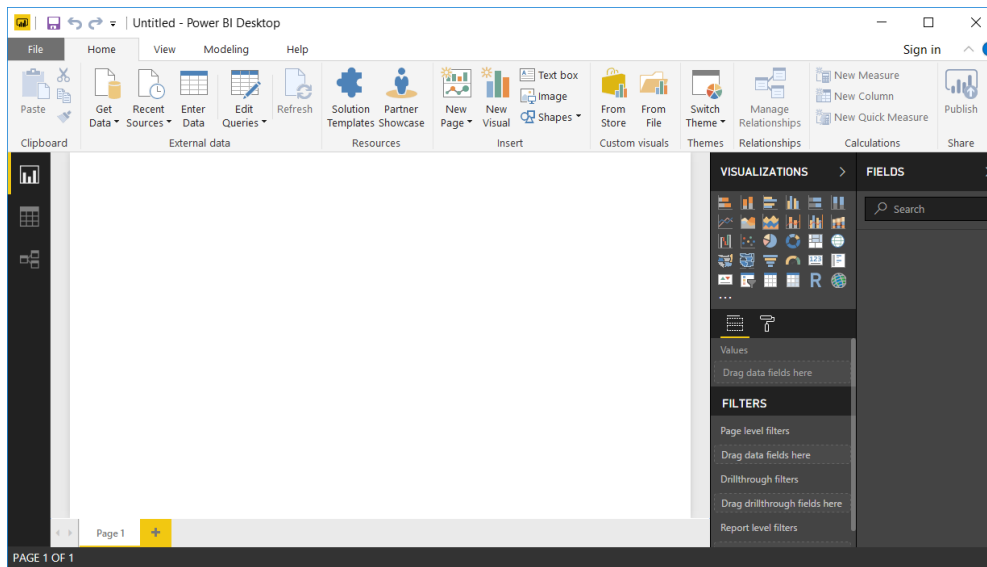 Untitled - Power BI Desktop
File Home View Modeling Help Sign in
Paste
Get Data
Recent Sources
Enter Data
Edit Queries
Refresh
Solution Templates
Partner Showcase
New Page
New Visual
Text box
Image
Shapes
From Store
From File
Switch Theme
Manage Relationships
New Measure
New Column
New Quick Measure
Publish
Clipboard External data Resources Insert Custom visuals Themes Relationships Calculations Share
VISUALIZATIONS
FIELDS
Search
123
R
Values
Drag data fields here
FILTERS
Page level filters
Drag data fields here
Drillthrough filters
Drag drillthrough fields here
Report level filters
Page 1
PAGE 1 OF 1